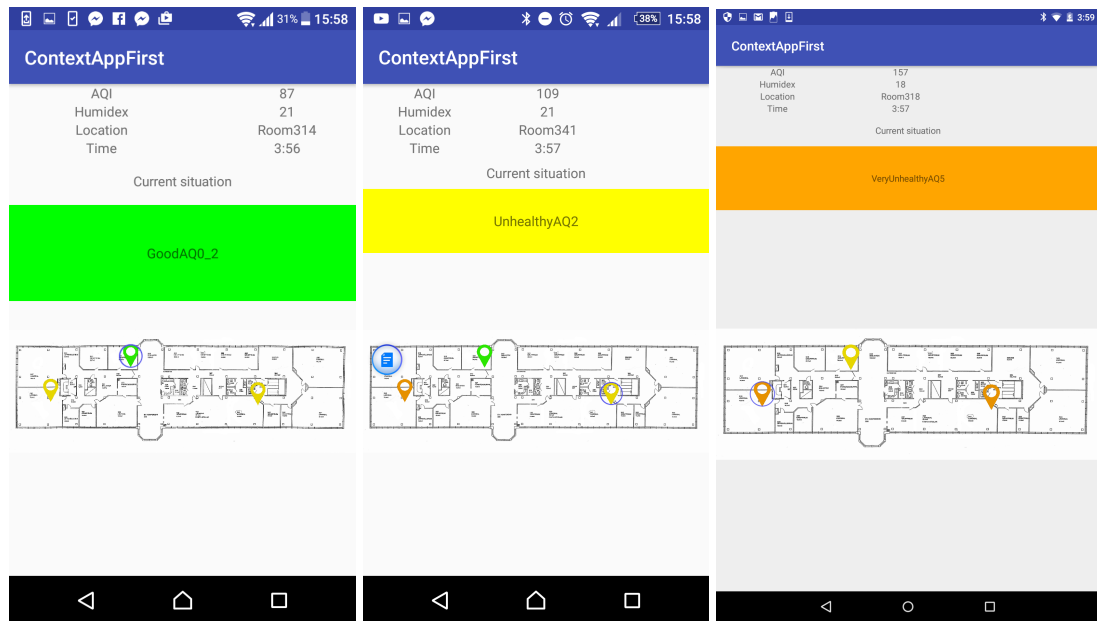 31% 15:58
ContextAppFirst
AQI 87
Humidex 21
Location Room314
Time 3:56
Current situation
GoodAQ0_2
38% 15:58
ContextAppFirst
AQI 109
Humidex 21
Location Room341
Time 3:57
Current situation
UnhealthyAQ2
3:59
ContextAppFirst
AQI 157
Humidex 18
Location Room318
Time 3:57
Current situation
VeryUnhealthyAQ5